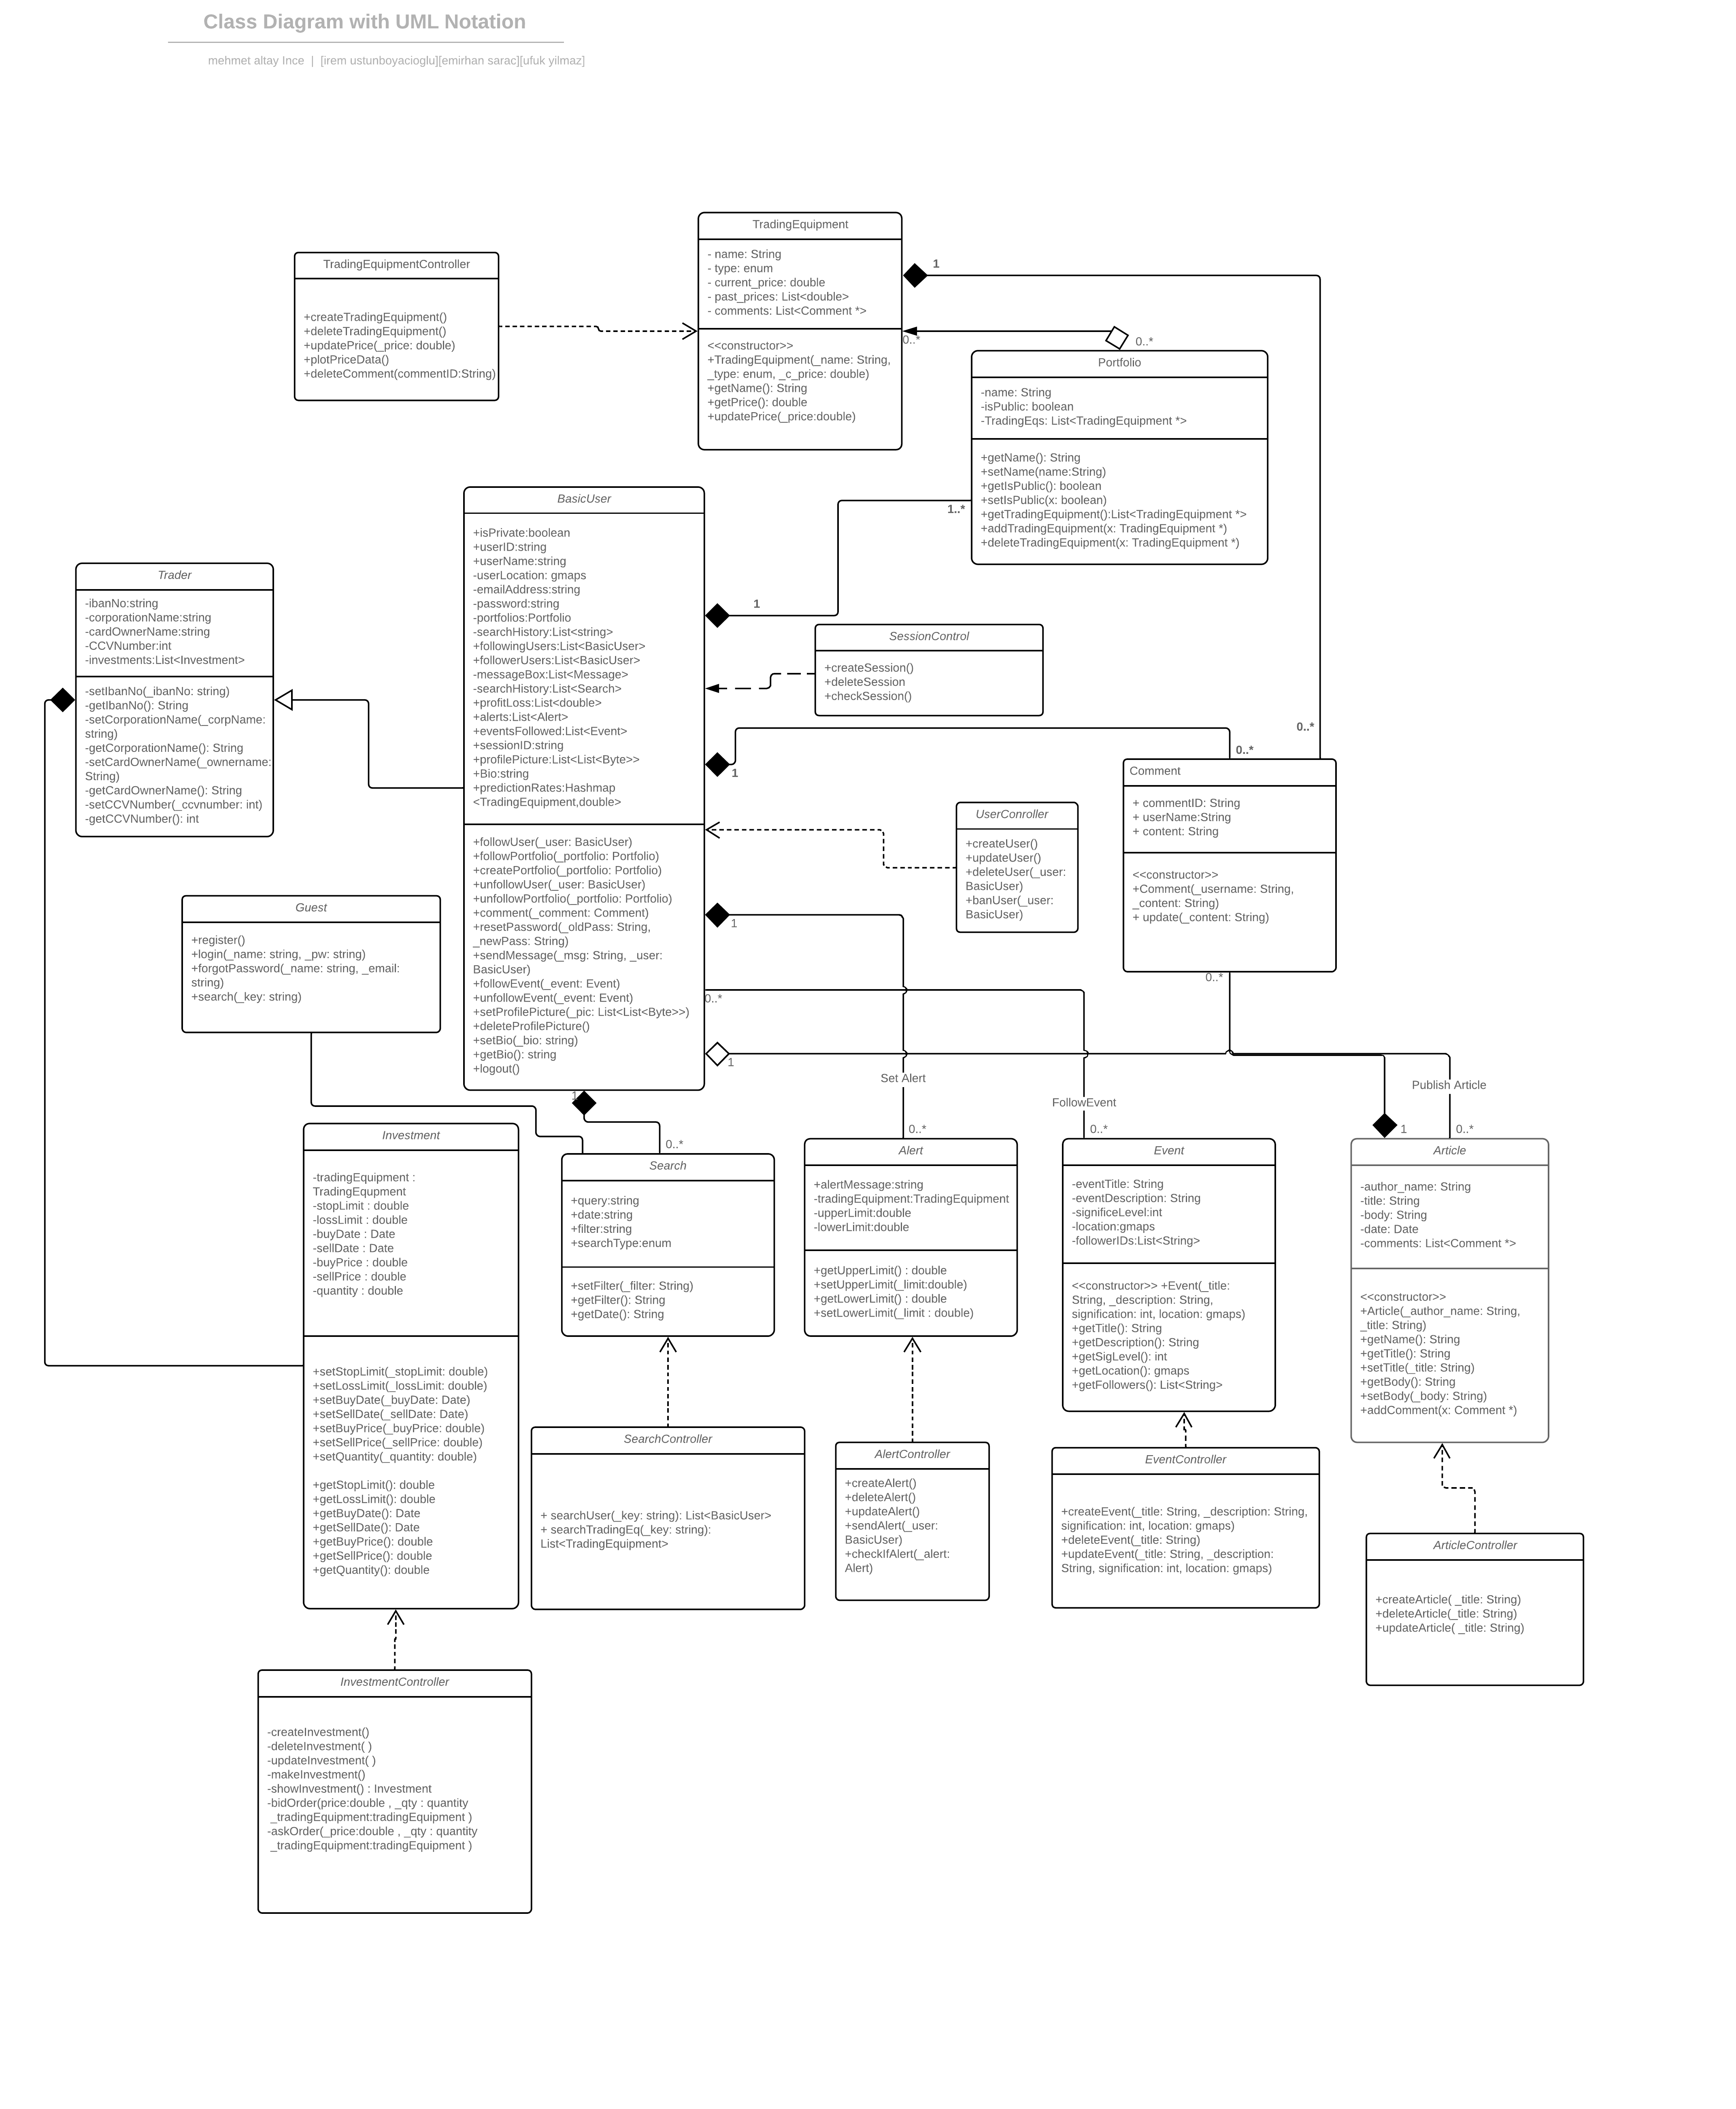 Class Diagram with UML Notation
mehmet altay Ince | [irem ustunboyacioglu][emirhan sarac][ufuk yilmaz]
TradingEquipment
- name: String
- type: enum
- current_price: double
- past_prices: List<double>
- comments: List<Comment *>
<<constructor>>
+TradingEquipment(_name: String,
_type: enum, _c_price: double)
+getName(): String
+getPrice(): double
+updatePrice(_price:double)
1
0..*
0..*
TradingEquipmentController
+createTradingEquipment()
+deleteTradingEquipment()
+updatePrice(_price: double)
+plotPriceData()
+deleteComment(commentID:String)
Portfolio
-name: String
-isPublic: boolean
-TradingEqs: List<TradingEquipment *>
+getName(): String
+setName(name:String)
+getIsPublic(): boolean
+setIsPublic(x: boolean)
+getTradingEquipment():List<TradingEquipment *>
+addTradingEquipment(x: TradingEquipment *)
+deleteTradingEquipment(x: TradingEquipment *)
1..*
BasicUser
+isPrivate:boolean
+userID:string
+userName:string
-userLocation: gmaps
-emailAddress:string
-password:string
-portfolios:Portfolio
-searchHistory:List<string>
+followingUsers:List<BasicUser>
+followerUsers:List<BasicUser>
-messageBox:List<Message>
-searchHistory:List<Search>
+profitLoss:List<double>
+alerts:List<Alert>
+eventsFollowed:List<Event>
+sessionID:string
+profilePicture:List<List<Byte>>
+Bio:string
+predictionRates:Hashmap
<TradingEquipment,double>
+followUser(_user: BasicUser)
+followPortfolio(_portfolio: Portfolio)
+createPortfolio(_portfolio: Portfolio)
+unfollowUser(_user: BasicUser)
+unfollowPortfolio(_portfolio: Portfolio)
+comment(_comment: Comment)
+resetPassword(_oldPass: String,
_newPass: String)
+sendMessage(_msg: String, _user:
BasicUser)
+followEvent(_event: Event)
+unfollowEvent(_event: Event)
+setProfilePicture(_pic: List<List<Byte>>)
+deleteProfilePicture()
+setBio(_bio: string)
+getBio(): string
+logout()
1
1
1
0..*
1
1
Trader
-ibanNo:string
-corporationName:string
-cardOwnerName:string
-CCVNumber:int
-investments:List<Investment>
-setIbanNo(_ibanNo: string)
-getIbanNo(): String
-setCorporationName(_corpName:
string)
-getCorporationName(): String
-setCardOwnerName(_ownername:
String)
-getCardOwnerName(): String
-setCCVNumber(_ccvnumber: int)
-getCCVNumber(): int
SessionControl
+createSession()
+deleteSession
+checkSession()
0..*
0..*
Comment
+ commentID: String
+ userName:String
+ content: String
<<constructor>>
+Comment(_username: String,
_content: String)
+ update(_content: String)
0..*
UserConroller
+createUser()
+updateUser()
+deleteUser(_user:
BasicUser)
+banUser(_user:
BasicUser)
Guest
+register()
+login(_name: string, _pw: string)
+forgotPassword(_name: string, _email:
string)
+search(_key: string)
Set Alert
FollowEvent
Publish Article
Investment
-tradingEquipment :
TradingEqupment
-stopLimit : double
-lossLimit : double
-buyDate : Date
-sellDate : Date
-buyPrice : double
-sellPrice : double
-quantity : double
+setStopLimit(_stopLimit: double)
+setLossLimit(_lossLimit: double)
+setBuyDate(_buyDate: Date)
+setSellDate(_sellDate: Date)
+setBuyPrice(_buyPrice: double)
+setSellPrice(_sellPrice: double)
+setQuantity(_quantity: double)
+getStopLimit(): double
+getLossLimit(): double
+getBuyDate(): Date
+getSellDate(): Date
+getBuyPrice(): double
+getSellPrice(): double
+getQuantity(): double
0..*
Search
+query:string
+date:string
+filter:string
+searchType:enum
+setFilter(_filter: String)
+getFilter(): String
+getDate(): String
0..*
Alert
+alertMessage:string
-tradingEquipment:TradingEquipment
-upperLimit:double
-lowerLimit:double
+getUpperLimit() : double
+setUpperLimit(_limit:double)
+getLowerLimit() : double
+setLowerLimit(_limit : double)
0..*
Event
-eventTitle: String
-eventDescription: String
-significeLevel:int
-location:gmaps
-followerIDs:List<String>
<<constructor>> +Event(_title:
String, _description: String,
signification: int, location: gmaps)
+getTitle(): String
+getDescription(): String
+getSigLevel(): int
+getLocation(): gmaps
+getFollowers(): List<String>
1
0..*
Article
-author_name: String
-title: String
-body: String
-date: Date
-comments: List<Comment *>
<<constructor>>
+Article(_author_name: String,
_title: String)
+getName(): String
+getTitle(): String
+setTitle(_title: String)
+getBody(): String
+setBody(_body: String)
+addComment(x: Comment *)
SearchController
+ searchUser(_key: string): List<BasicUser>
+ searchTradingEq(_key: string):
List<TradingEquipment>
AlertController
+createAlert()
+deleteAlert()
+updateAlert()
+sendAlert(_user:
BasicUser)
+checkIfAlert(_alert:
Alert)
EventController
+createEvent(_title: String, _description: String,
signification: int, location: gmaps)
+deleteEvent(_title: String)
+updateEvent(_title: String, _description:
String, signification: int, location: gmaps)
ArticleController
+createArticle( _title: String)
+deleteArticle(_title: String)
+updateArticle( _title: String)
InvestmentController
-createInvestment()
-deleteInvestment( )
-updateInvestment( )
-makeInvestment()
-showInvestment() : Investment
-bidOrder(price:double , _qty : quantity
_tradingEquipment:tradingEquipment )
-askOrder(_price:double , _qty : quantity
_tradingEquipment:tradingEquipment )